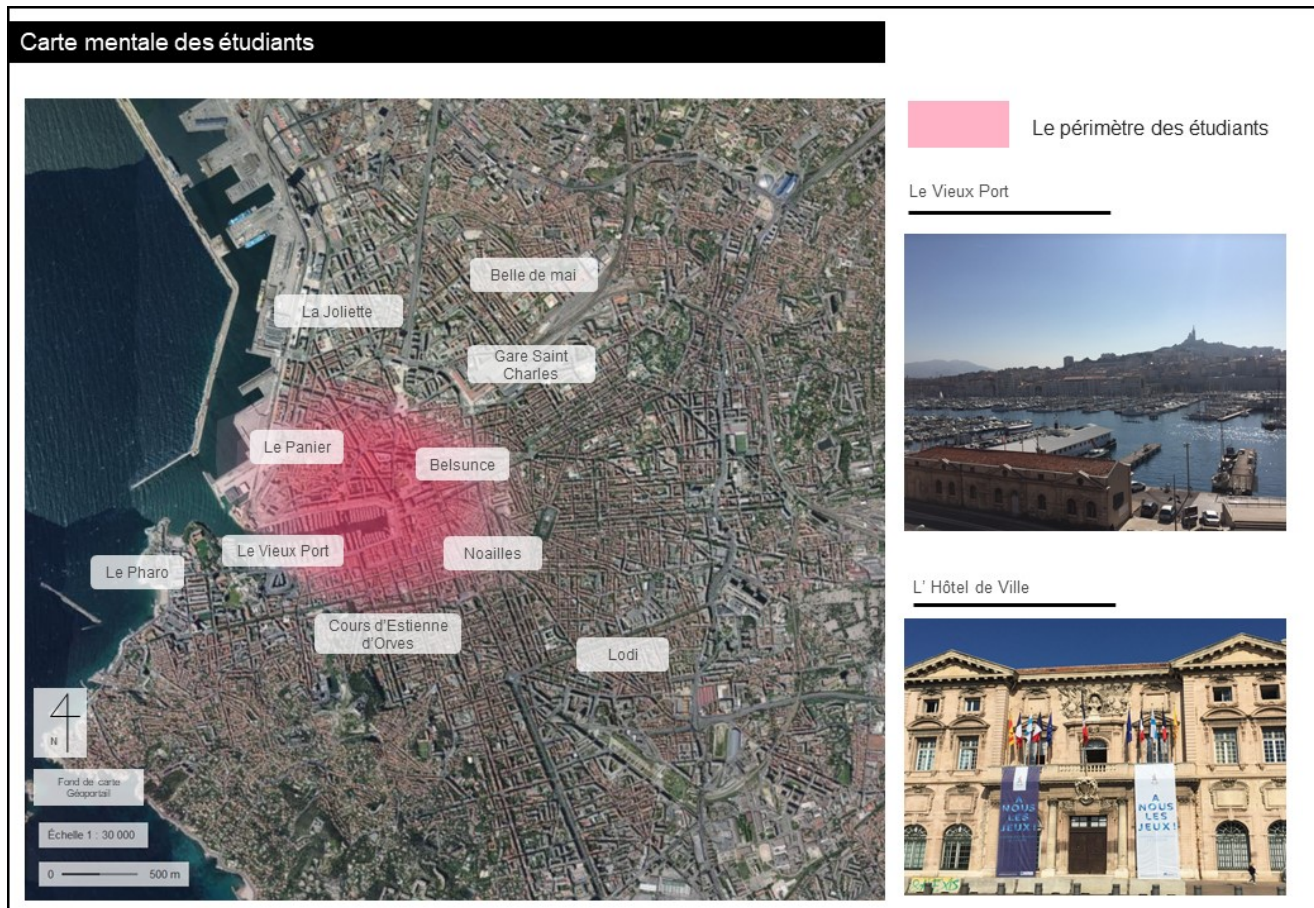 Carte mentale des étudiants
Le périmètre des étudiants
Le Vieux Port
L' Hôtel de Ville
Belle de mai
La Joliette
Gare Saint
Charles
Le Panier
Belsunce
Le Vieux Port
Noailles
Le Pharo
Cours d'Estienne
d'Orves
Lodi
N
Fond de carte
Géoportail
Échelle 1 : 30 000
0 500 m
A
NOUS
LES
JEUX!
A
NOUS
LES
JEUX!